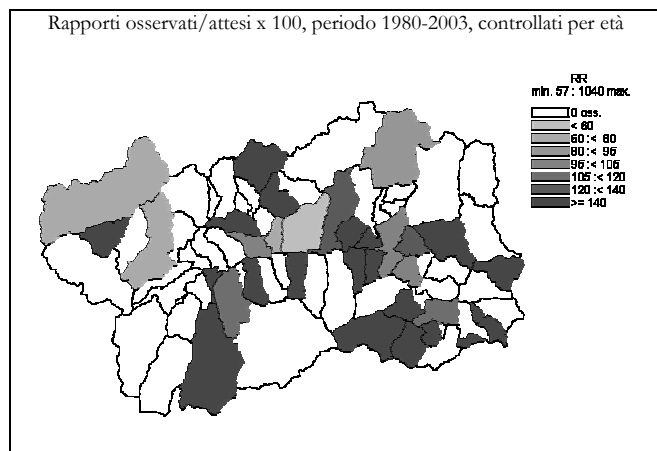 Rapporti osservati/attesi x 100, periodo 1980-2003, controllati per età
RR
min. 57 : 1040 max.
0 oss.
< 60
60 :< 80
80 :< 95
95 :< 105
105 :< 120
120 :< 140
>= 140